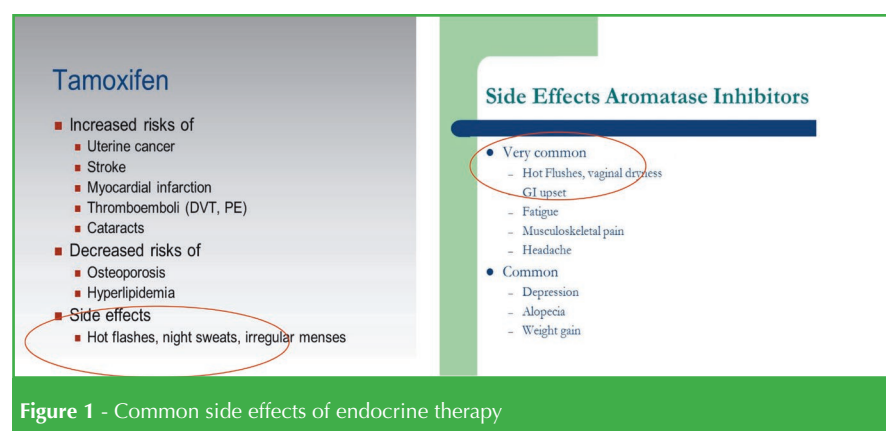 Tamoxifen
Increased risks of
Uterine cancer
Stroke
Myocardial infarction
Thromboemboli (DVT, PE)
Cataracts
Decreased risks of
Osteoporosis
Hyperlipidemia
Side effects
Hot flashes, night sweats, irregular menses
Side Effects Aromatase Inhibitors
Very common
– Hot Flushes, vaginal dryness
– GI upset
– Fatigue
– Musculoskeletal pain
– Headache
Common
– Depression
– Alopecia
– Weight gain
Figure 1 - Common side effects of endocrine therapy